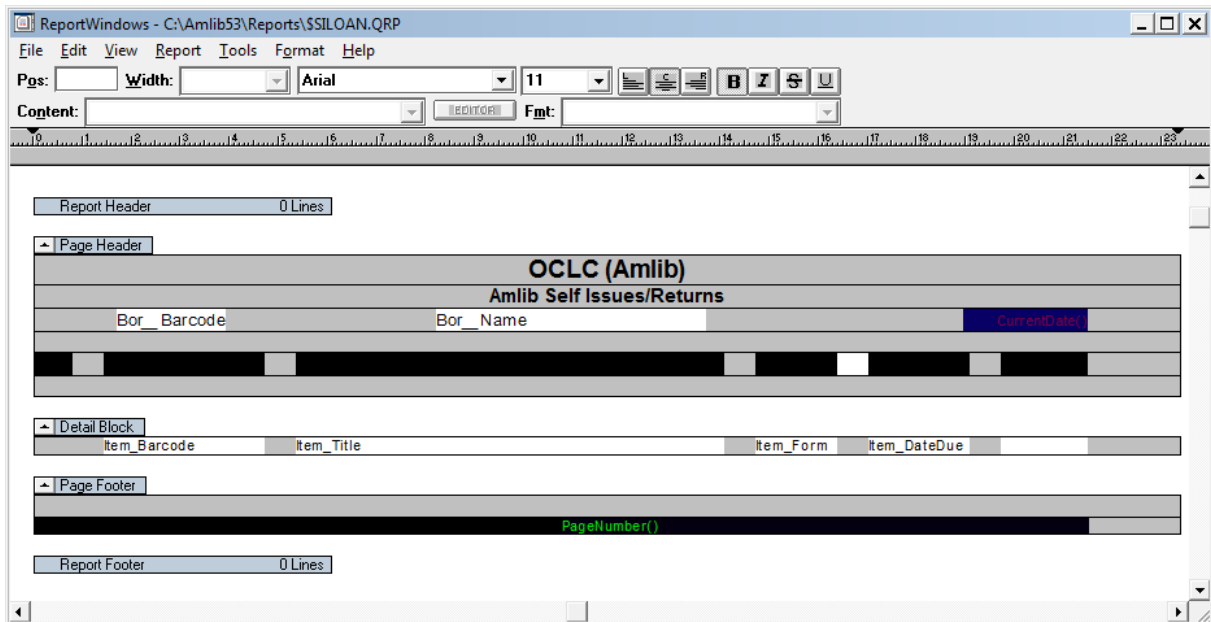 ReportWindows - C:\Amlib53\Reports\$SILOAN.QRP
File Edit View Report Tools Format Help
Pos: Width: Arial 11 L C R B I S U
Content: EDITOR Fmt:
0 1 2 3 4 5 6 7 8 9 10 11 12 13 14 15 16 17 18 19 20 21 22 23
Report Header 0 Lines
Page Header
OCLC (Amlib)
Amlib Self Issues/Returns
Bor__Barcode Bor__Name CurrentDate()
Detail Block
Item_Barcode Item_Title Item_Form Item_DateDue
Page Footer
PageNumber()
Report Footer 0 Lines